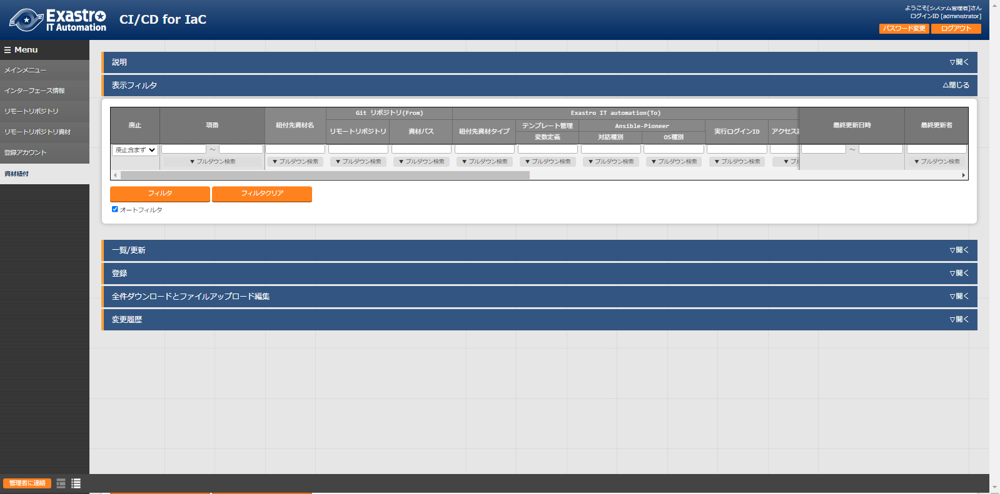 Exastro
IT Automation
CI/CD for IaC
ようこそ[システム管理者]さん
ログインID [administrator]
パスワード変更
ログアウト
Menu
メインメニュー
インターフェース情報
リモートリポジトリ
リモートリポジトリ資材
登録アカウント
資材紐付
説明
▽開く
表示フィルタ
△閉じる
廃止
項番
紐付先資材名
Git リポジトリ(From)
リモートリポジトリ
資材パス
Exastro IT automation(To)
紐付先資材タイプ
テンプレート管理
変数定義
Ansible-Pioneer
対話種別
OS種別
実行ログインID
アクセス
最終更新日時
最終更新者
廃止含まず
～
～
▼ プルダウン検索
▼ プルダウン検索
▼ プルダウン検索
▼ プルダウン検索
▼ プルダウン検索
▼ プルダウン検索
▼ プルダウン検索
▼ プルダウン検索
▼ プルダウン検索
▼ プル
▼ プルダウン検索
フィルタ
フィルタクリア
オートフィルタ
一覧/更新
▽開く
登録
▽開く
全件ダウンロードとファイルアップロード編集
▽開く
変更履歴
▽開く
管理者に連絡